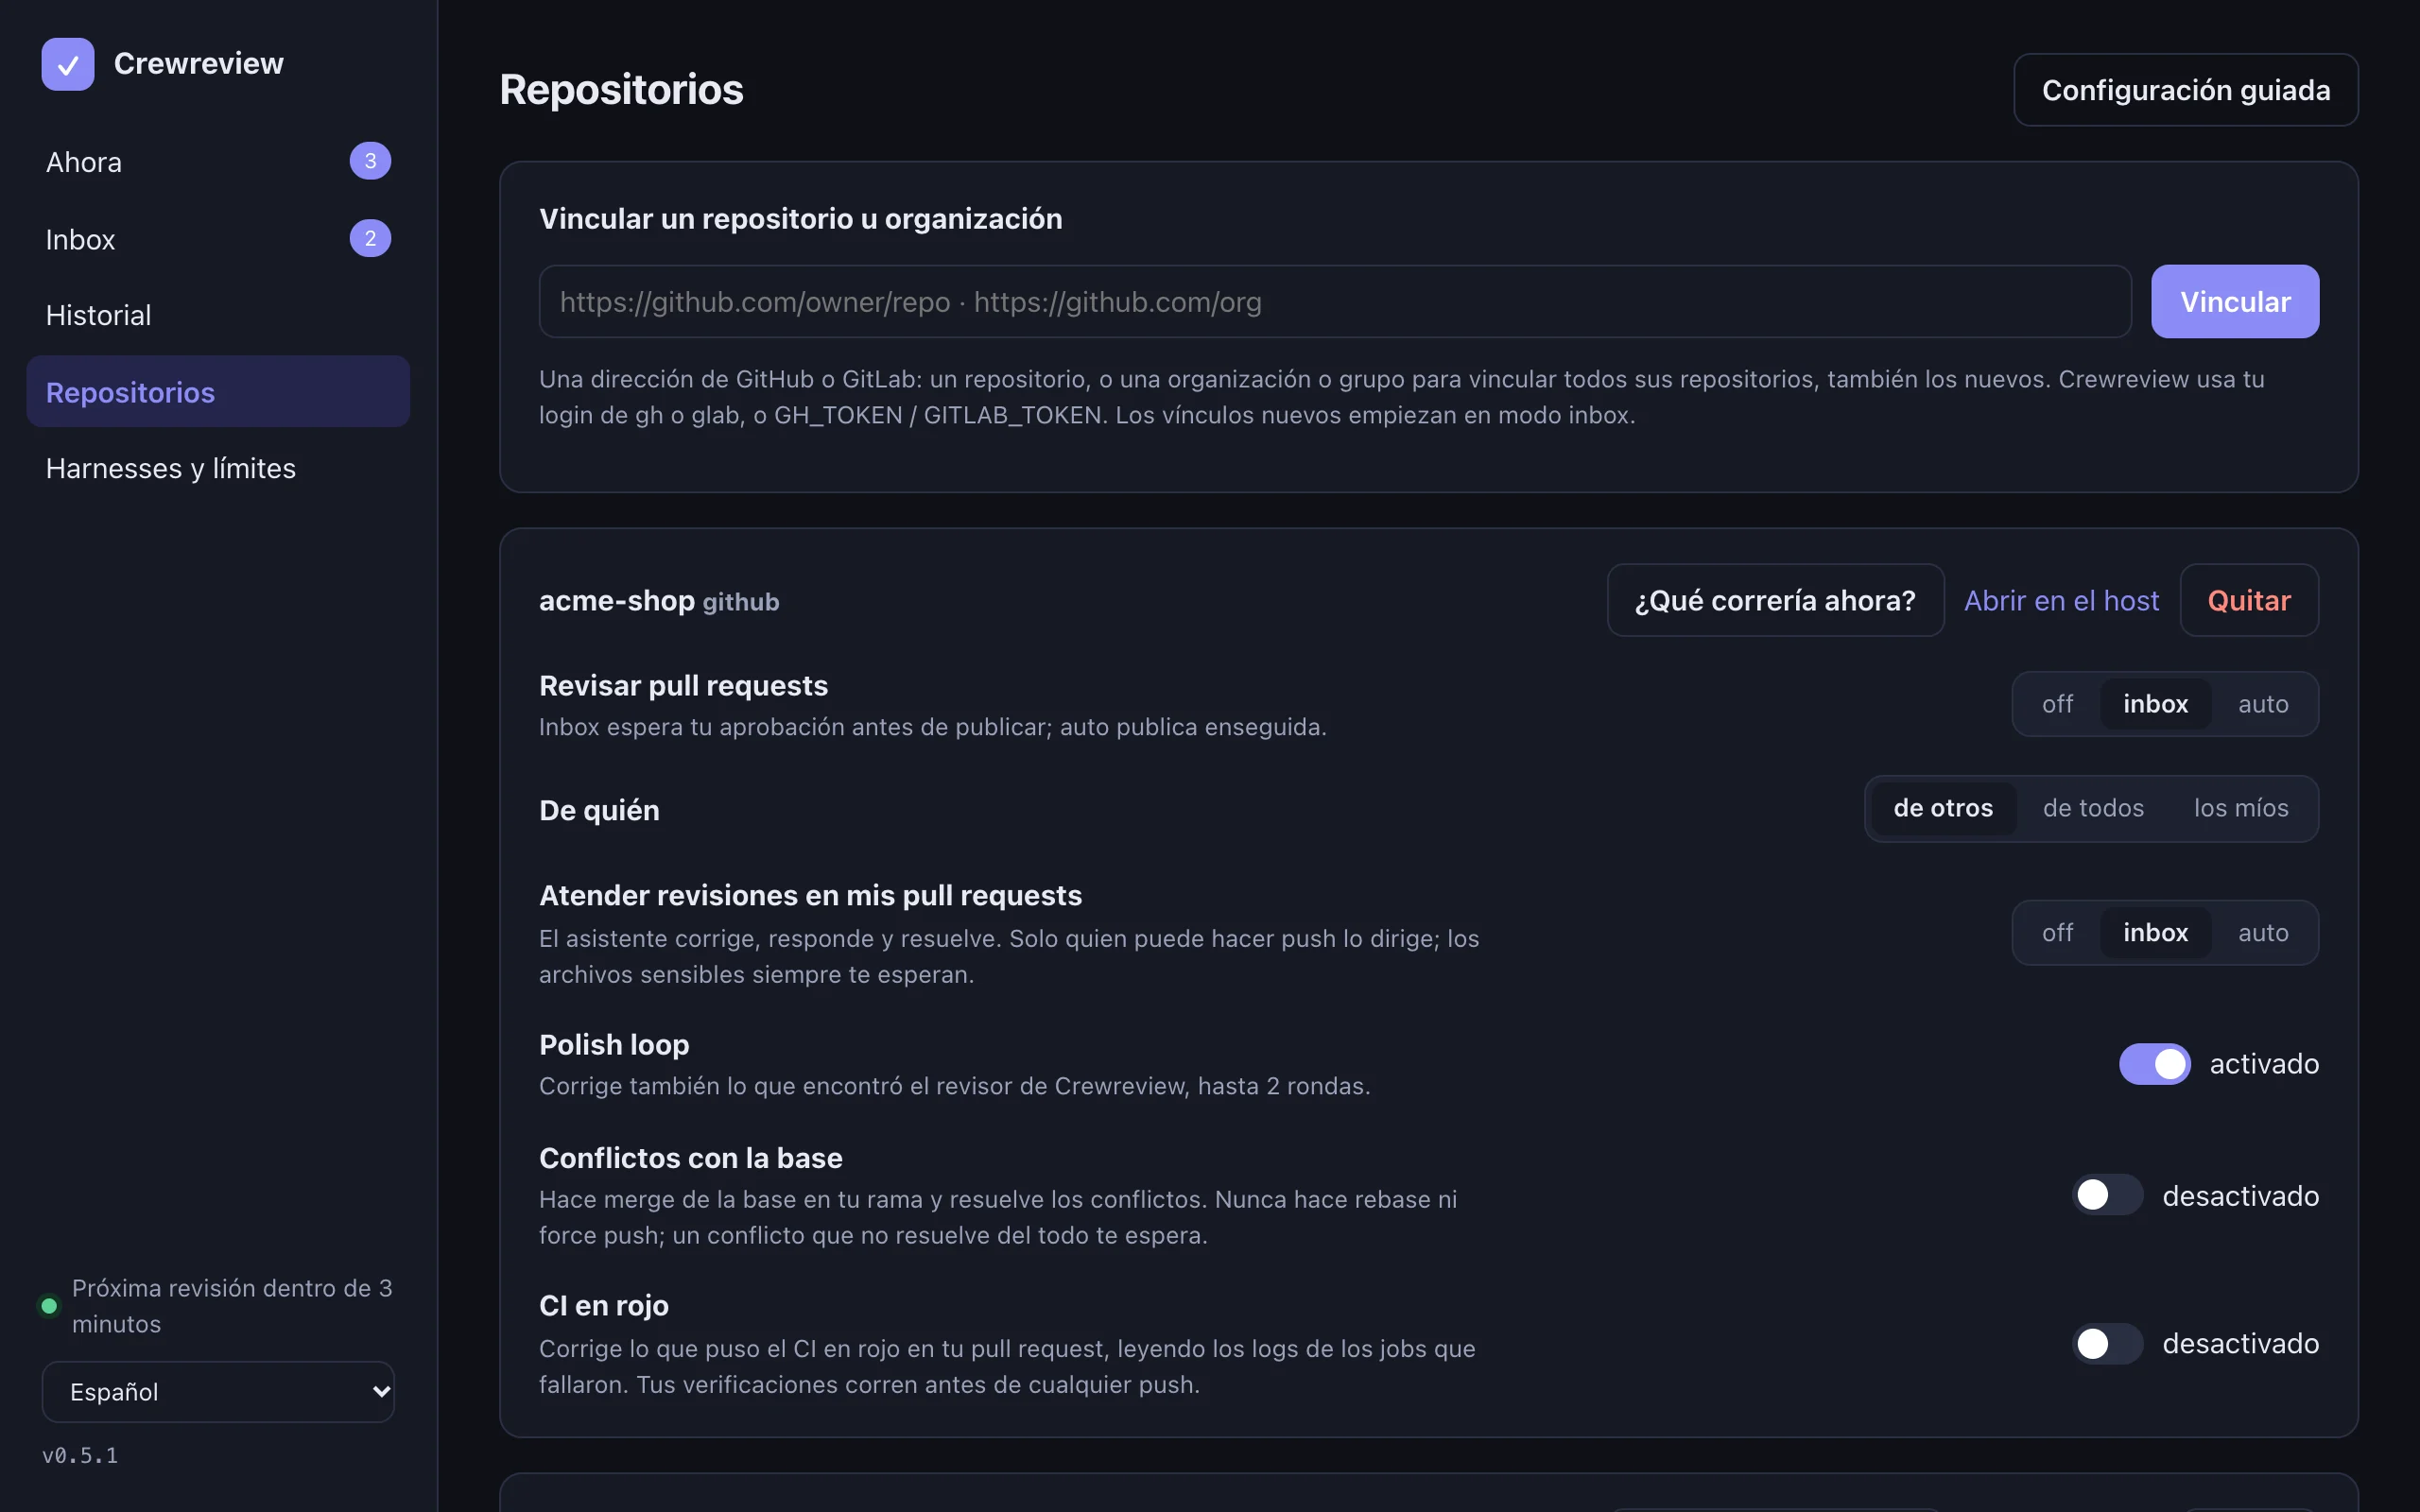 Crewreview
Ahora 3
Inbox 2
Historial
Repositorios
Harnesses y límites
Próxima revisión dentro de 3
minutos
Español
v0.5.1
Repositorios
Configuración guiada
Vincular un repositorio u organización
https://github.com/owner/repo · https://github.com/org
Vincular
Una dirección de GitHub o GitLab: un repositorio, o una organización o grupo para vincular todos sus repositorios, también los nuevos. Crewreview usa tu
login de gh o glab, o GH_TOKEN / GITLAB_TOKEN. Los vínculos nuevos empiezan en modo inbox.
acme-shop github
¿Qué correría ahora? Abrir en el host Quitar
Revisar pull requests
Inbox espera tu aprobación antes de publicar; auto publica enseguida.
off inbox auto
De quién
de otros de todos los míos
Atender revisiones en mis pull requests
El asistente corrige, responde y resuelve. Solo quien puede hacer push lo dirige; los
archivos sensibles siempre te esperan.
off inbox auto
Polish loop
Corrige también lo que encontró el revisor de Crewreview, hasta 2 rondas.
activado
Conflictos con la base
Hace merge de la base en tu rama y resuelve los conflictos. Nunca hace rebase ni
force push; un conflicto que no resuelve del todo te espera.
desactivado
CI en rojo
Corrige lo que puso el CI en rojo en tu pull request, leyendo los logs de los jobs que
fallaron. Tus verificaciones corren antes de cualquier push.
desactivado